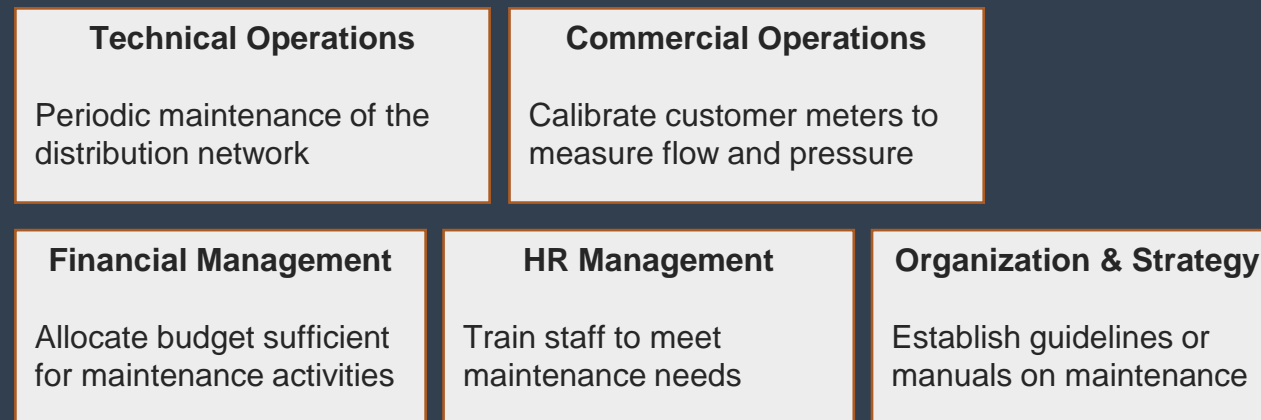 Technical Operations
Periodic maintenance of the
distribution network
Commercial Operations
Calibrate customer meters to
measure flow and pressure
Financial Management
Allocate budget sufficient
for maintenance activities
HR Management
Train staff to meet
maintenance needs
Organization & Strategy
Establish guidelines or
manuals on maintenance